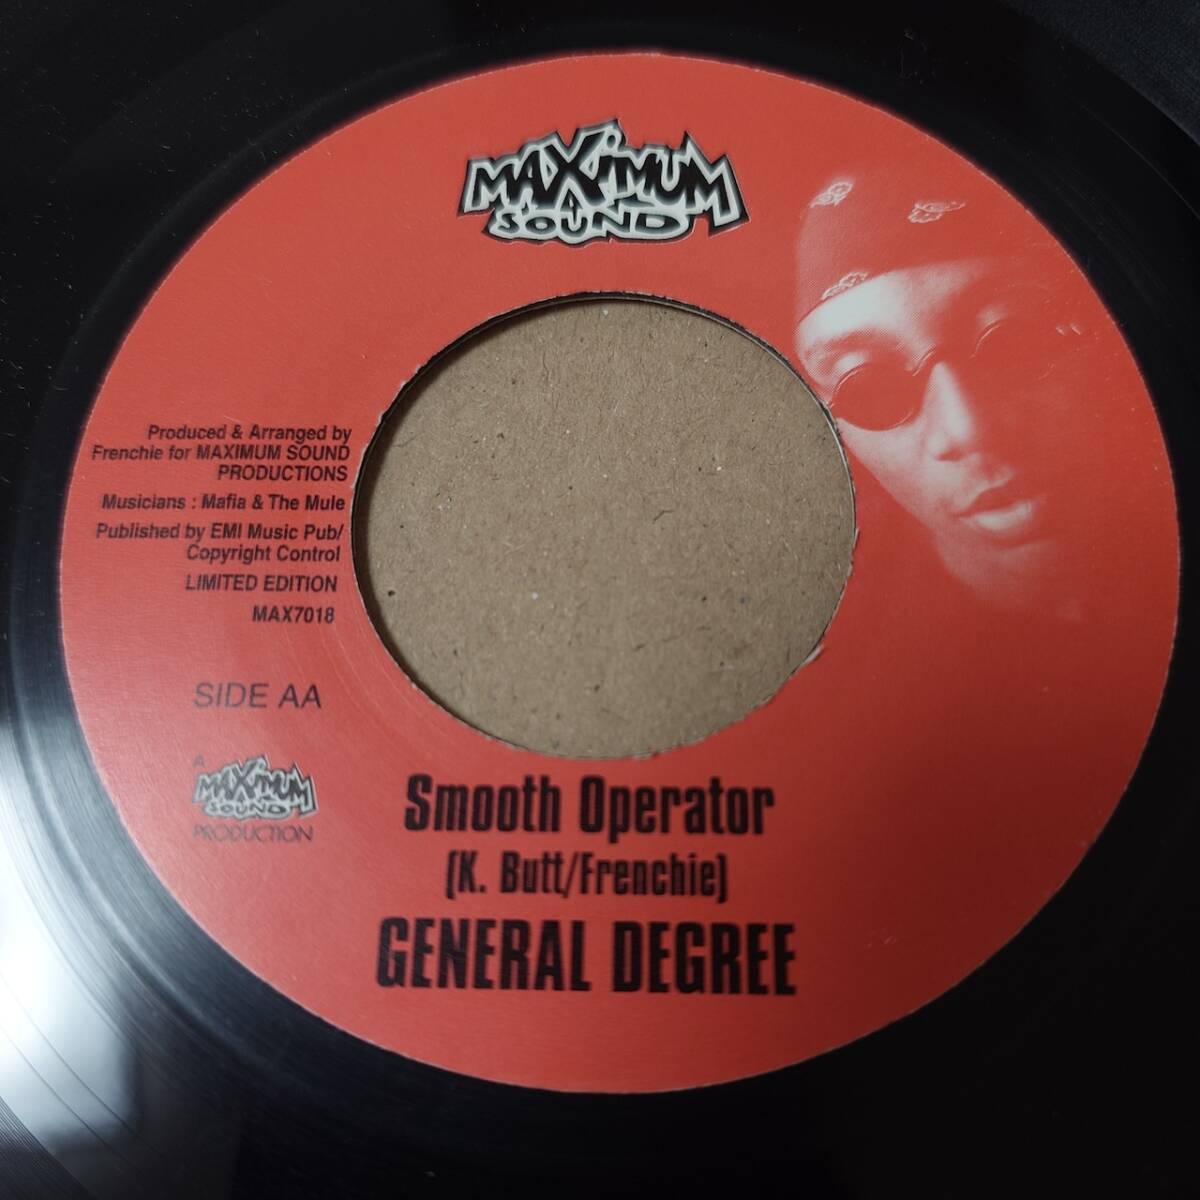 MAXIMUM
SOUND
Produced & Arranged by
Frenchie for MAXIMUM SOUND
PRODUCTIONS
Musicians : Mafia & The Mule
Published by EMI Music Pub/
Copyright Control
LIMITED EDITION
MAX7018
SIDE AA
A
MAXIMUM
SOUND
PRODUCTION
Smooth Operator
(K. Butt/Frenchie)
GENERAL DEGREE